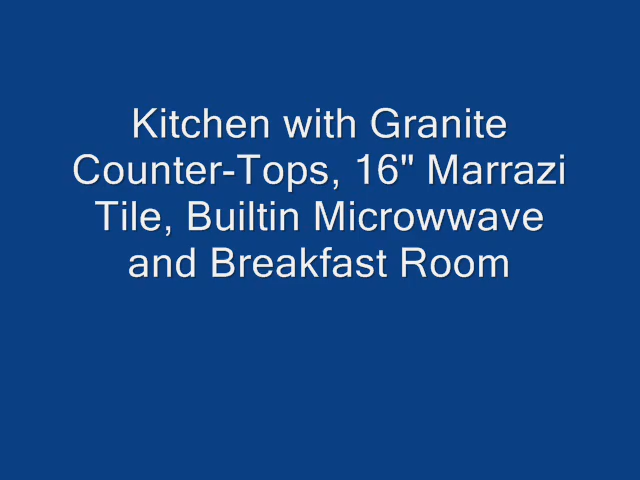 Kitchen with Granite
Counter-Tops, 16" Marrazi
Tile, Builtin Microwwave
and Breakfast Room